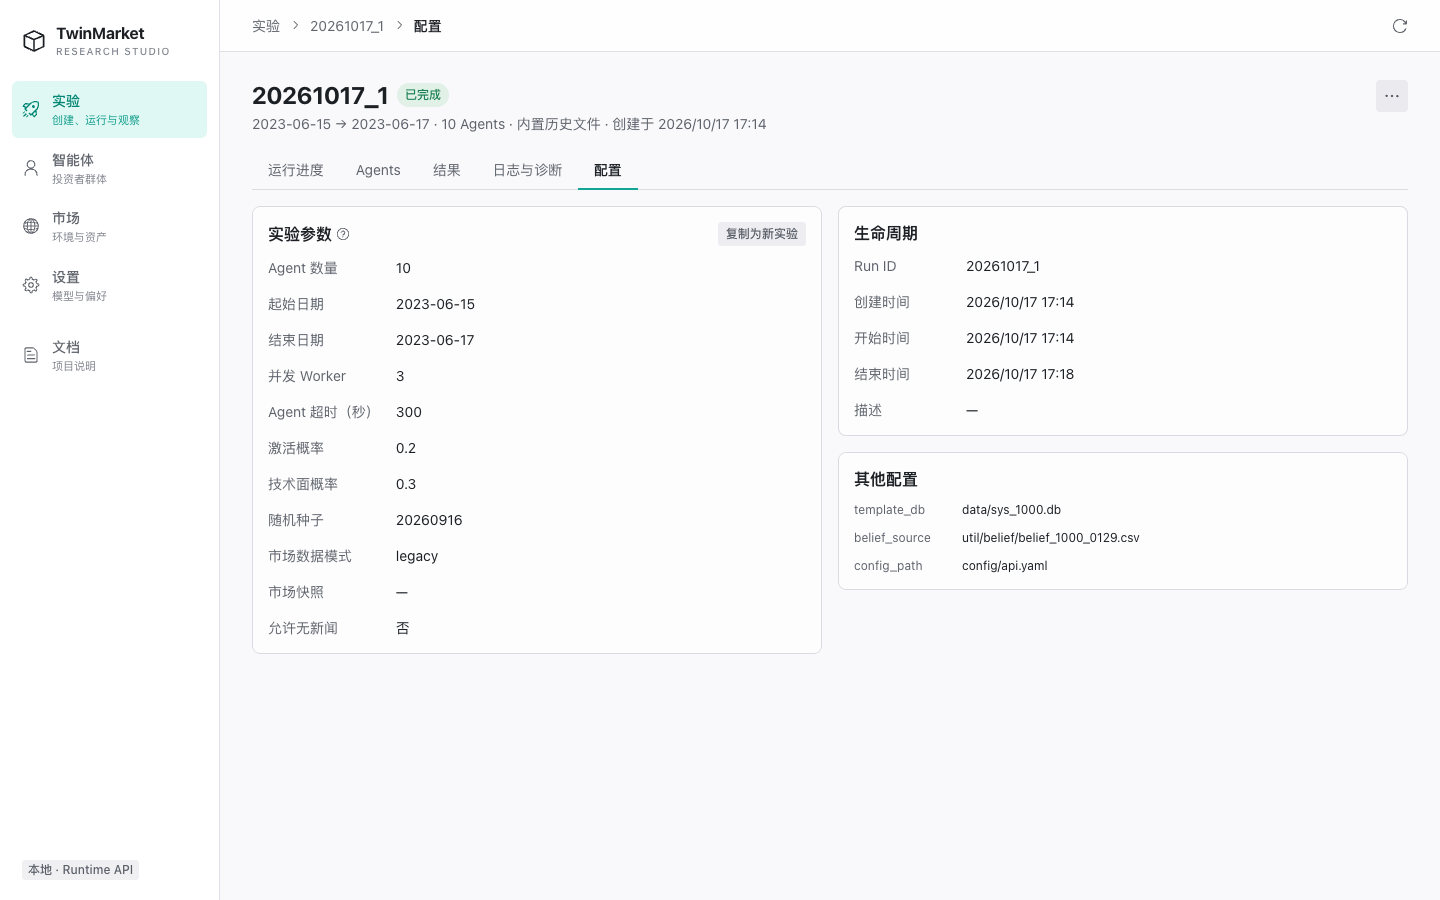 TwinMarket
RESEARCH STUDIO
实验
创建、运行与观察
智能体
投资者群体
市场
环境与资产
设置
模型与偏好
文档
项目说明
本地 · Runtime API
实验 > 20261017_1 > 配置
20261017_1 已完成
2023-06-15 → 2023-06-17 · 10 Agents · 内置历史文件 · 创建于 2026/10/17 17:14
运行进度 Agents 结果 日志与诊断 配置
实验参数 复制为新实验
Agent 数量 10
起始日期 2023-06-15
结束日期 2023-06-17
并发 Worker 3
Agent 超时（秒） 300
激活概率 0.2
技术面概率 0.3
随机种子 20260916
市场数据模式 legacy
市场快照 —
允许无新闻 否
生命周期
Run ID 20261017_1
创建时间 2026/10/17 17:14
开始时间 2026/10/17 17:14
结束时间 2026/10/17 17:18
描述 —
其他配置
template_db data/sys_1000.db
belief_source util/belief/belief_1000_0129.csv
config_path config/api.yaml